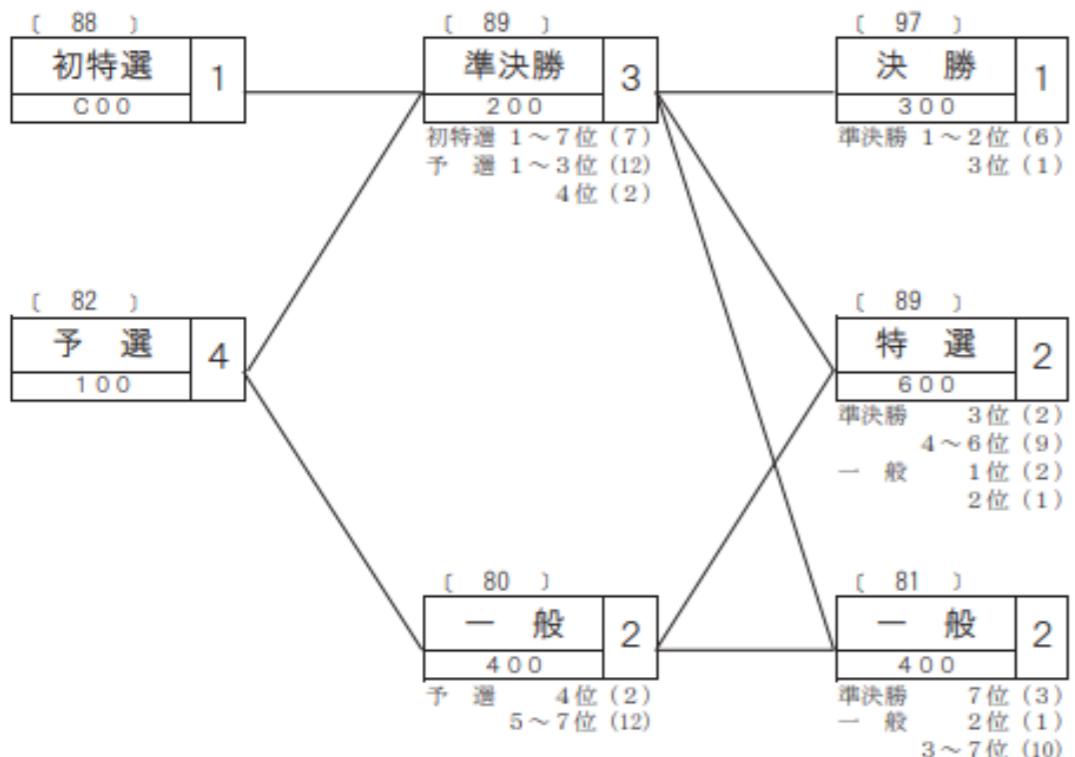 〔 88 〕
初特選 1
C00
〔 89 〕
準決勝 3
200
初特選 1～7位 (7)
予 選 1～3位 (12)
4位 (2)
〔 97 〕
決 勝 1
300
準決勝 1～2位 (6)
3位 (1)
〔 82 〕
予 選 4
100
〔 89 〕
特 選 2
600
準決勝 3位 (2)
4～6位 (9)
一 般 1位 (2)
2位 (1)
〔 80 〕
一 般 2
400
予 選 4位 (2)
5～7位 (12)
〔 81 〕
一 般 2
400
準決勝 7位 (3)
一 般 2位 (1)
3～7位 (10)